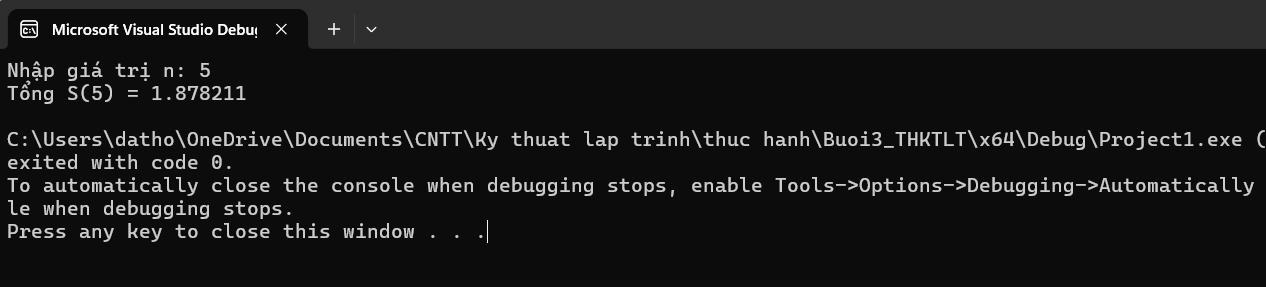 Microsoft Visual Studio Debu
Nhập giá trị n: 5
Tổng S(5) = 1.878211
C:\Users\datho\OneDrive\Documents\CNTT\Ky thuat lap trinh\thuc hanh\Buoi3_THKTLT\x64\Debug\Project1.exe (
exited with code 0.
To automatically close the console when debugging stops, enable Tools->Options->Debugging->Automatically
le when debugging stops.
Press any key to close this window . . .